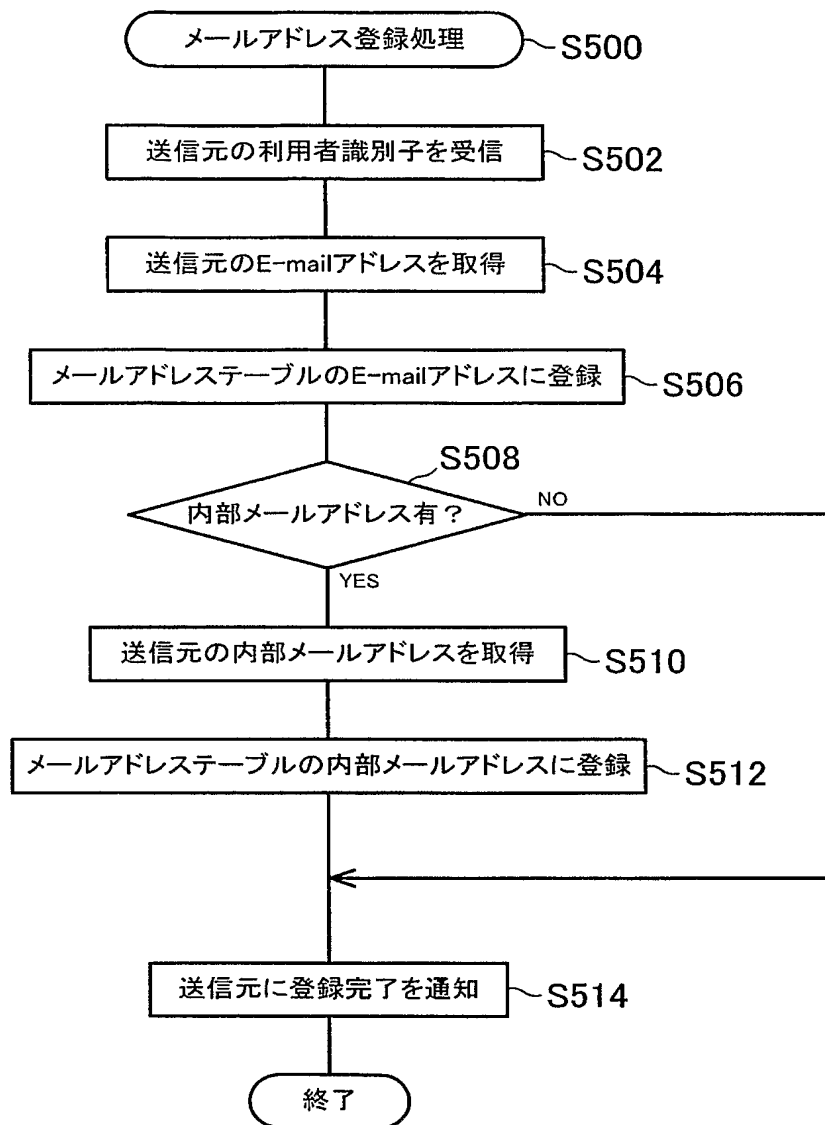 メールアドレス登録処理
S500
送信元の利用者識別子を受信
S502
送信元のE-mailアドレスを取得
S504
メールアドレステーブルのE-mailアドレスに登録
S506
S508
内部メールアドレス有？
NO
YES
送信元の内部メールアドレスを取得
S510
メールアドレステーブルの内部メールアドレスに登録
S512
送信元に登録完了を通知
S514
終了